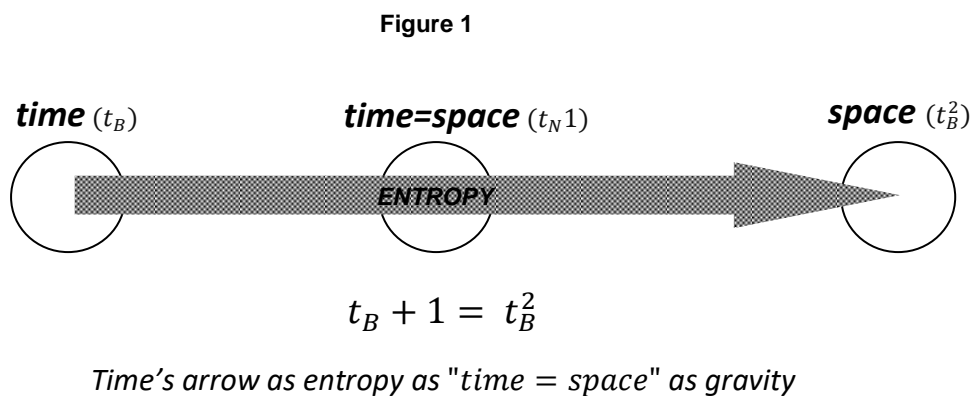 Figure 1
time (t_B) time=space (t_N1) space (t_B^2)
ENTROPY
t_B + 1 = t_B^2
Time’s arrow as entropy as "time = space" as gravity